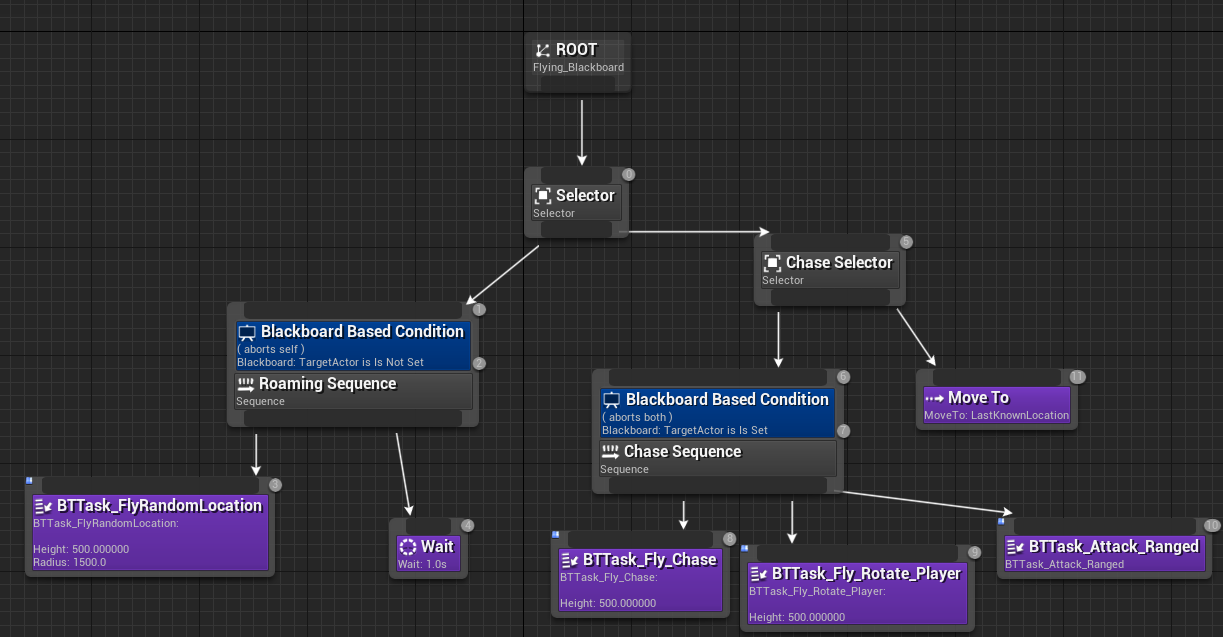 ROOT
Flying_Blackboard
0
Selector
Selector
5
Chase Selector
Selector
1
Blackboard Based Condition
( aborts self )
Blackboard: TargetActor is Is Not Set
2
Roaming Sequence
Sequence
6
Blackboard Based Condition
( aborts both )
Blackboard: TargetActor is Is Set
7
Chase Sequence
Sequence
11
Move To
MoveTo: LastKnownLocation
3
BTTask_FlyRandomLocation
BTTask_FlyRandomLocation:
Height: 500.000000
Radius: 1500.0
4
Wait
Wait: 1.0s
8
BTTask_Fly_Chase
BTTask_Fly_Chase:
Height: 500.000000
9
BTTask_Fly_Rotate_Player
BTTask_Fly_Rotate_Player:
Height: 500.000000
10
BTTask_Attack_Ranged
BTTask_Attack_Ranged